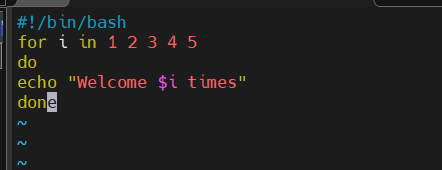 #!/bin/bash
for i in 1 2 3 4 5
do
echo "Welcome $i times"
done
~
~
~